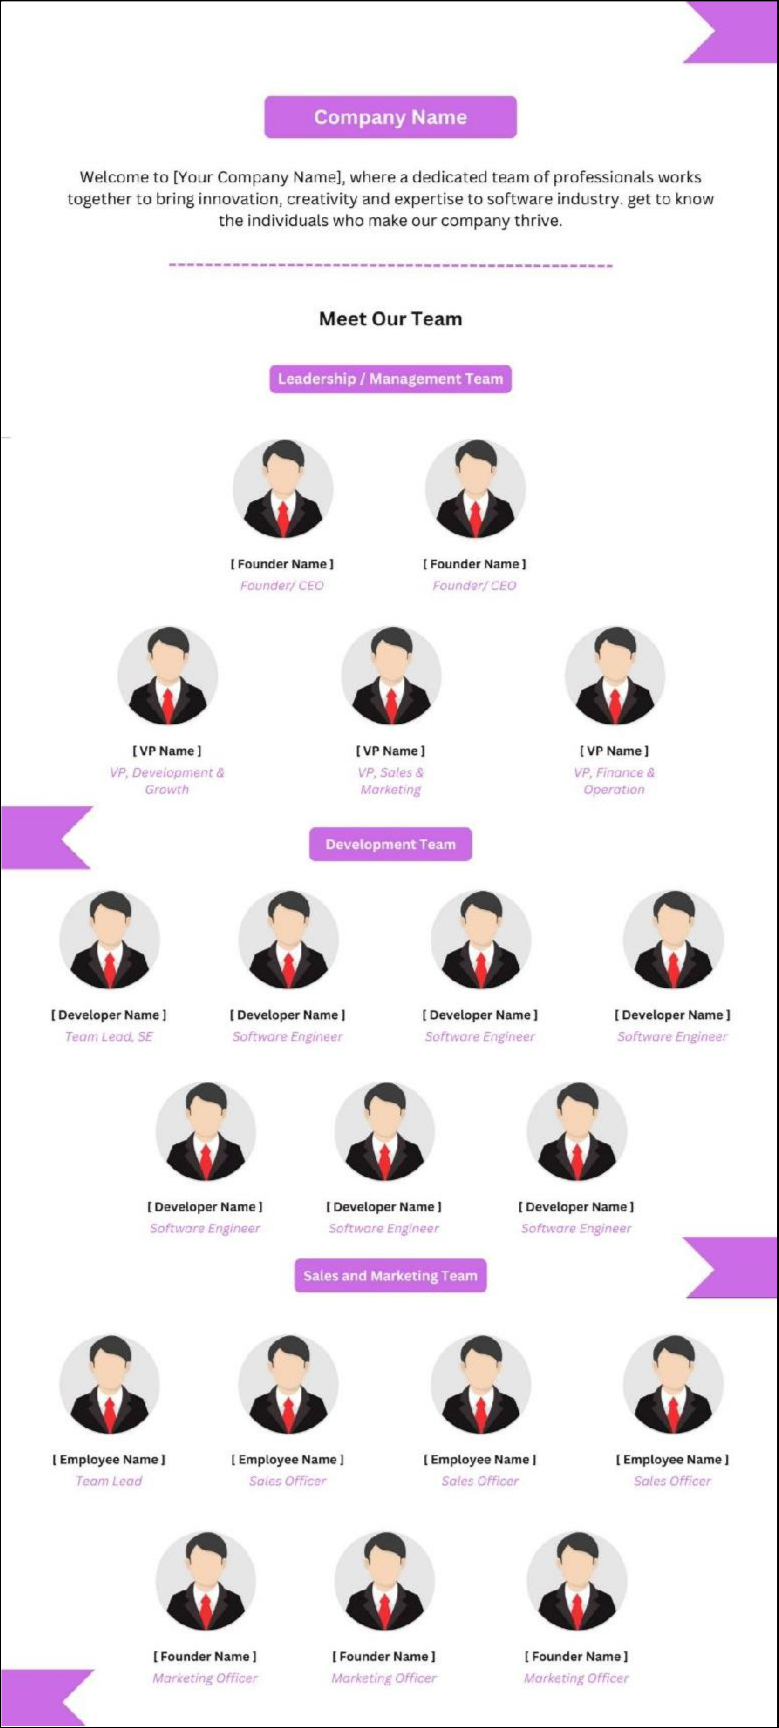 Company Name
Welcome to [Your Company Name], where a dedicated team of professionals works
together to bring innovation, creativity and expertise to software industry. get to know
the individuals who make our company thrive.
Meet Our Team
Leadership / Management Team
[ Founder Name ] [ Founder Name ]
Founder/ CEO Founder/ CEO
[ VP Name ] [ VP Name ] [ VP Name ]
VP, Development & VP, Sales & VP, Finance &
Growth Marketing Operation
Development Team
[ Developer Name ] [ Developer Name ] [ Developer Name ] [ Developer Name ]
Team Lead, SE Software Engineer Software Engineer Software Engineer
[ Developer Name ] [ Developer Name ] [ Developer Name ]
Software Engineer Software Engineer Software Engineer
Sales and Marketing Team
[ Employee Name ] [ Employee Name ] [ Employee Name ] [ Employee Name ]
Team Lead Sales Officer Sales Officer Sales Officer
[ Founder Name ] [ Founder Name ] [ Founder Name ]
Marketing Officer Marketing Officer Marketing Officer